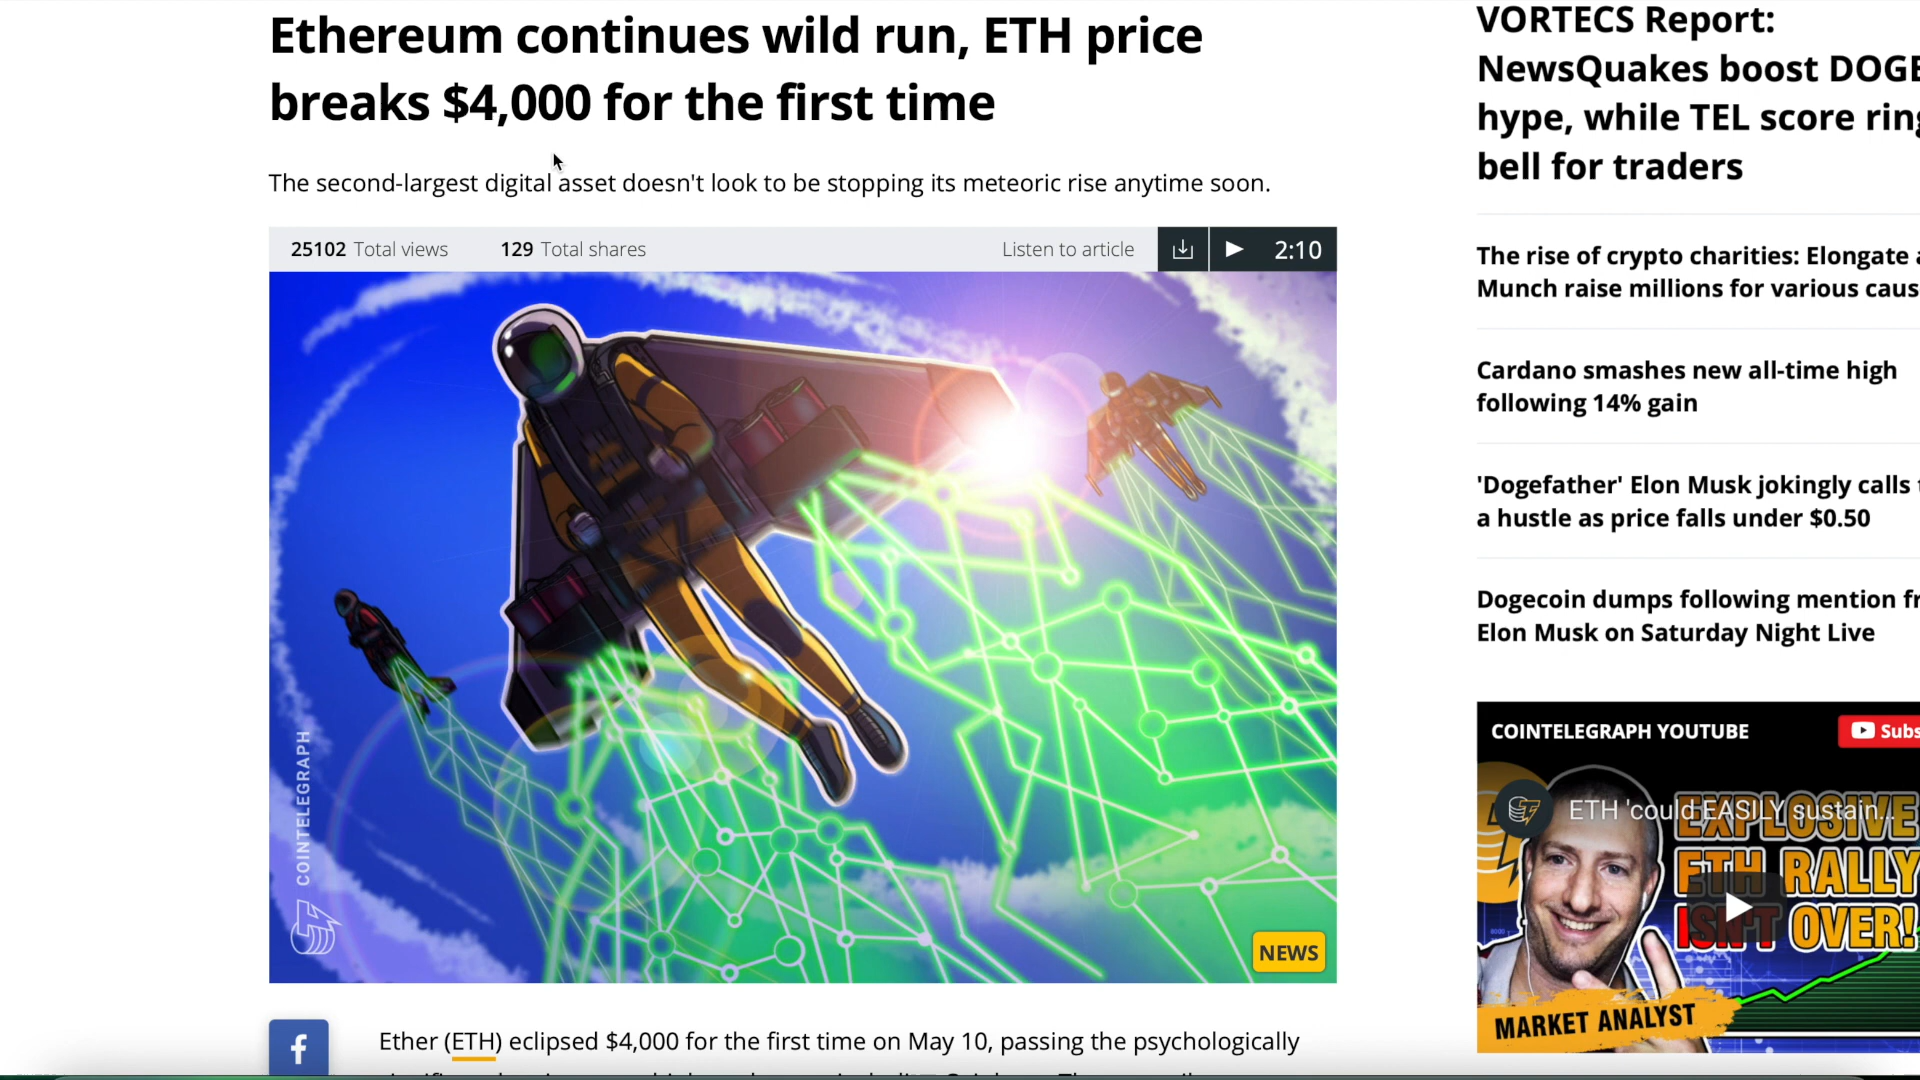 Ethereum continues wild run, ETH price
breaks $4,000 for the first time
The second-largest digital asset doesn't look to be stopping its meteoric rise anytime soon.
25102 Total views 129 Total shares Listen to article 2:10
COINTELEGRAPH
NEWS
Ether (ETH) eclipsed $4,000 for the first time on May 10, passing the psychologically
VORTECS Report:
NewsQuakes boost DOGE
hype, while TEL score ring
bell for traders
The rise of crypto charities: Elongate a
Munch raise millions for various caus
Cardano smashes new all-time high
following 14% gain
'Dogefather' Elon Musk jokingly calls t
a hustle as price falls under $0.50
Dogecoin dumps following mention fr
Elon Musk on Saturday Night Live
COINTELEGRAPH YOUTUBE Subs
ETH 'could EASILY sustain...
EXPLOSIVE
ETH RALLY
ISN'T OVER!
MARKET ANALYST